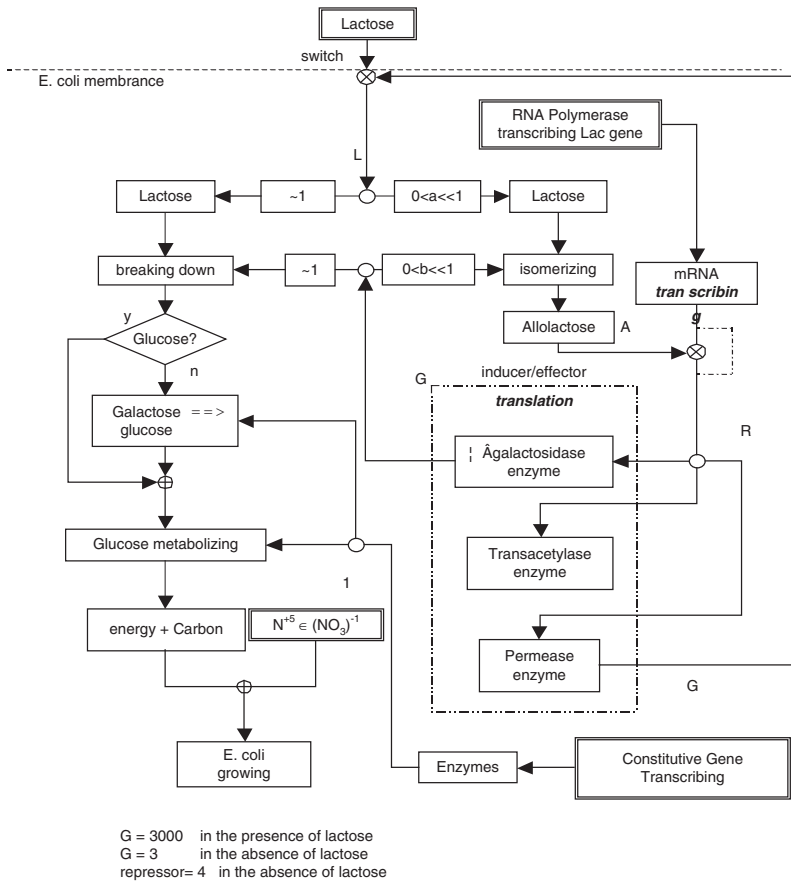 Lactose
switch
E. coli membrance
RNA Polymerase
transcribing Lac gene
L
Lactose
~1
0<a<<1
Lactose
breaking down
~1
0<b<<1
isomerizing
mRNA
tran scribin
g
Allolactose
A
y
Glucose?
n
inducer/effector
G
translation
Galactose ==>
glucose
¦ Âgalactosidase
enzyme
R
Glucose metabolizing
Transacetylase
enzyme
1
energy + Carbon
N+5 ∈ (NO3)-1
Permease
enzyme
G
E. coli
growing
Enzymes
Constitutive Gene
Transcribing
G = 3000 in the presence of lactose
G = 3 in the absence of lactose
repressor= 4 in the absence of lactose